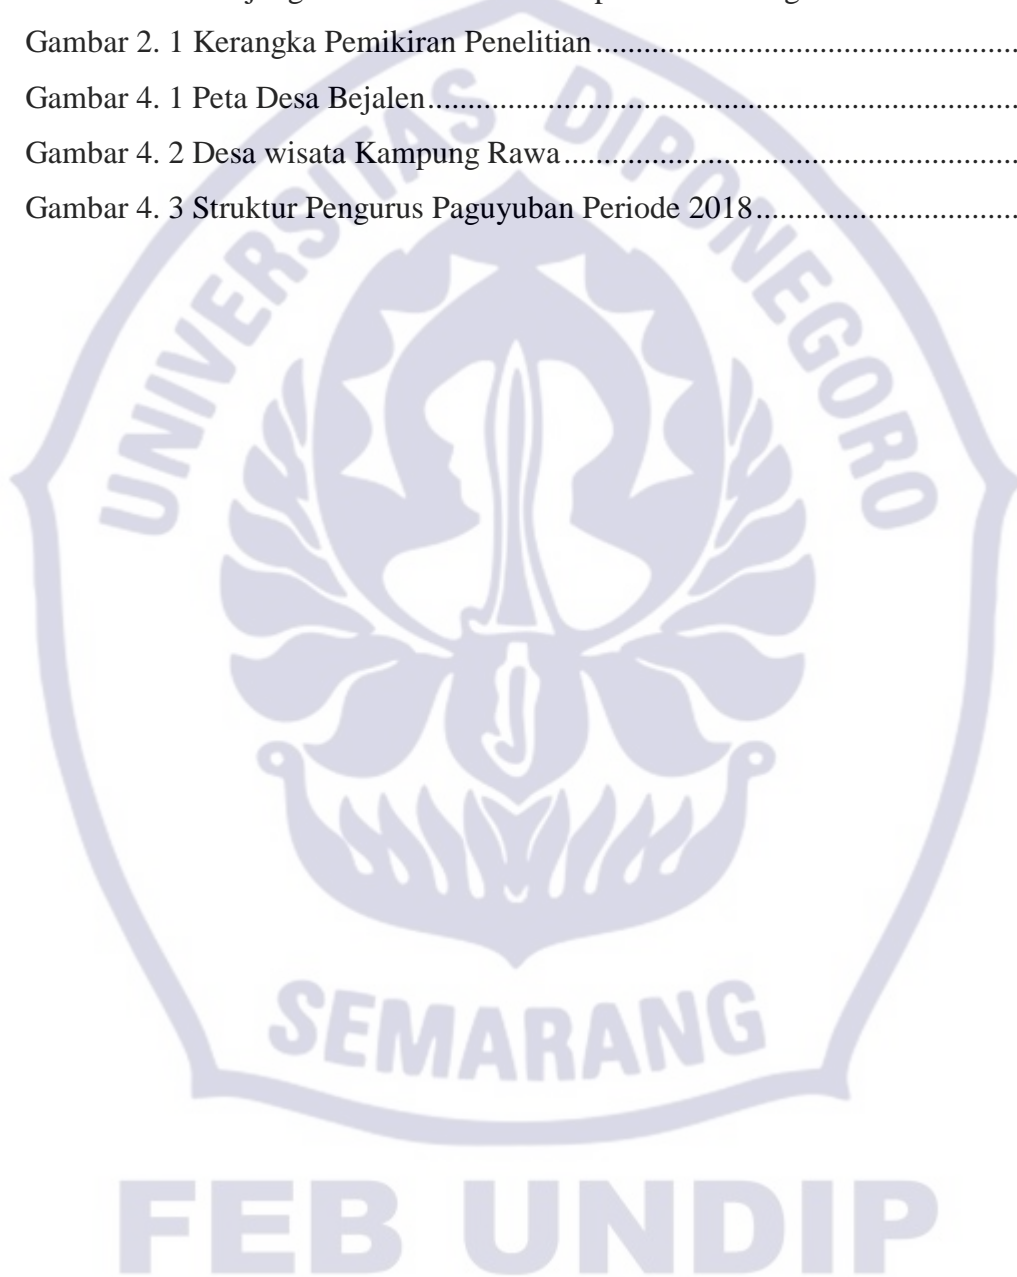 Gambar 2. 1 Kerangka Pemikiran Penelitian
Gambar 4. 1 Peta Desa Bejalen
Gambar 4. 2 Desa wisata Kampung Rawa
Gambar 4. 3 Struktur Pengurus Paguyuban Periode 2018
UNIVERSITAS DIPONEGORO
SEMARANG
FEB UNDIP